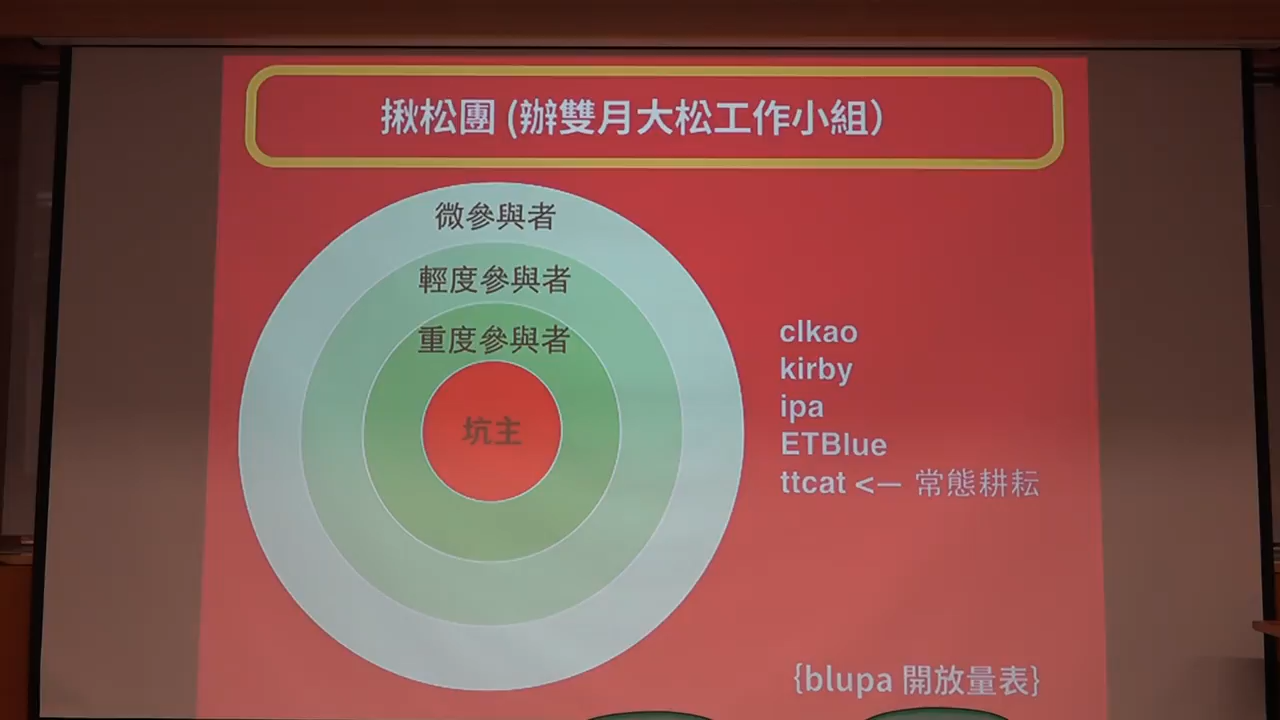 揪松團 (辦雙月大松工作小組）
微參與者
輕度參與者
重度參與者
坑主
clkao
kirby
ipa
ETBlue
ttcat <— 常態耕耘
{blupa 開放量表}